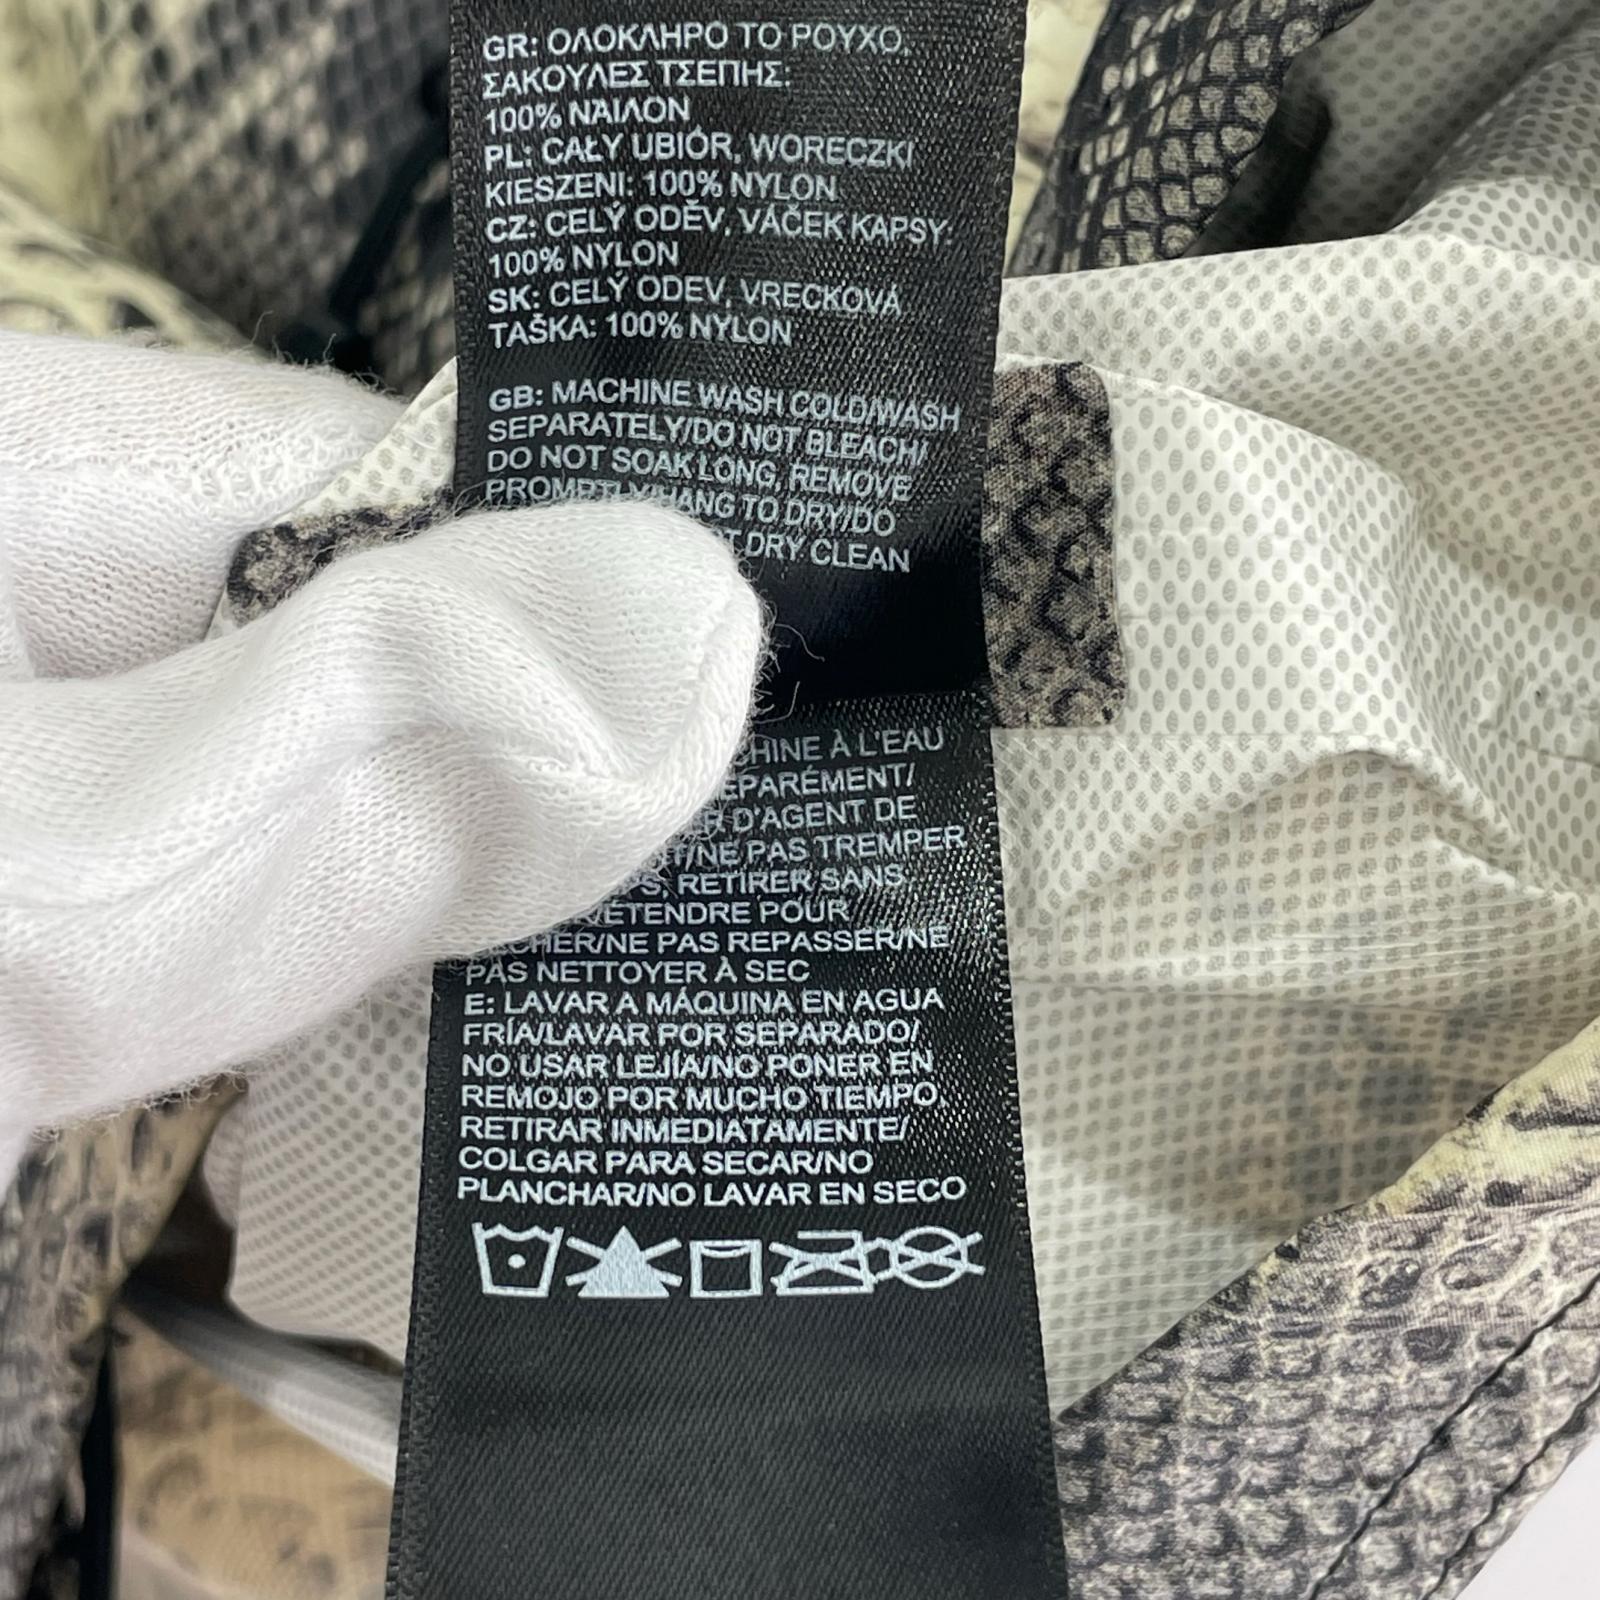 GR: ΟΛΟΚΛΗΡΟ ΤΟ ΡΟΥΧΟ,
ΣΑΚΟΥΛΕΣ ΤΣΕΠΗΣ:
100% ΝΑΙΛΟΝ
PL: CAŁY UBIÓR, WORECZKI
KIESZENI: 100% NYLON
CZ: CELÝ ODĚV, VÁČEK KAPSY:
100% NYLON
SK: CELÝ ODEV, VRECKOVÁ
TAŠKA: 100% NYLON
GB: MACHINE WASH COLD/WASH
SEPARATELY/DO NOT BLEACH/
DO NOT SOAK LONG, REMOVE
PROMPTLY/HANG TO DRY/DO
DRY CLEAN
À L'EAU
D'AGENT DE
/NE PAS TREMPER
RETIRER SANS
POUR
/NE PAS REPASSER/NE
PAS NETTOYER À SEC
E: LAVAR A MÁQUINA EN AGUA
FRÍA/LAVAR POR SEPARADO/
NO USAR LEJÍA/NO PONER EN
REMOJO POR MUCHO TIEMPO,
RETIRAR INMEDIATAMENTE/
COLGAR PARA SECAR/NO
PLANCHAR/NO LAVAR EN SECO